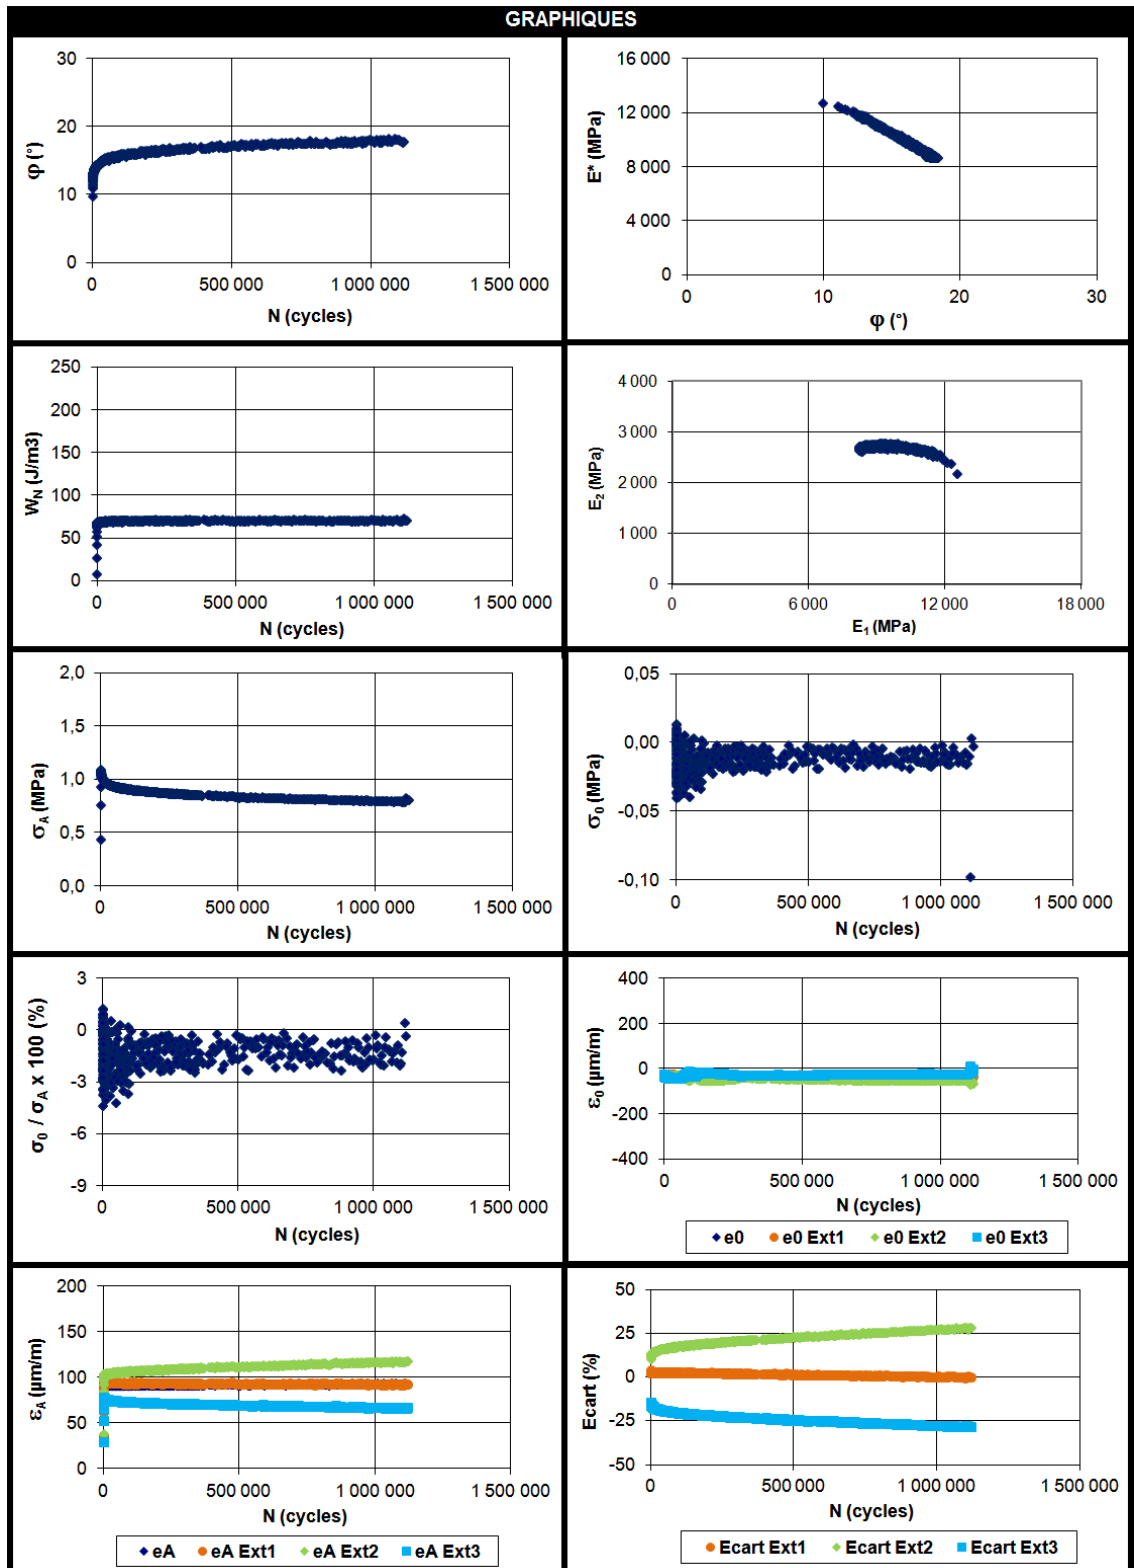 GRAPHIQUES
30
20
10
0
φ (°)
0 500 000 1 000 000 1 500 000
N (cycles)
16 000
12 000
8 000
4 000
0
E* (MPa)
0 10 20 30
φ (°)
250
200
150
100
50
0
W_N (J/m3)
0 500 000 1 000 000 1 500 000
N (cycles)
4 000
3 000
2 000
1 000
0
E₂ (MPa)
0 6 000 12 000 18 000
E₁ (MPa)
2,0
1,5
1,0
0,5
0,0
σ_A (MPa)
0 500 000 1 000 000 1 500 000
N (cycles)
0,05
0,00
-0,05
-0,10
σ₀ (MPa)
0 500 000 1 000 000 1 500 000
N (cycles)
3
0
-3
-6
-9
σ₀ / σ_A x 100 (%)
0 500 000 1 000 000 1 500 000
N (cycles)
400
200
0
-200
-400
ε₀ (µm/m)
0 500 000 1 000 000 1 500 000
N (cycles)
e0 e0 Ext1 e0 Ext2 e0 Ext3
200
150
100
50
0
ε_A (µm/m)
0 500 000 1 000 000 1 500 000
N (cycles)
eA eA Ext1 eA Ext2 eA Ext3
50
25
0
-25
-50
Ecart (%)
0 500 000 1 000 000 1 500 000
N (cycles)
Ecart Ext1 Ecart Ext2 Ecart Ext3